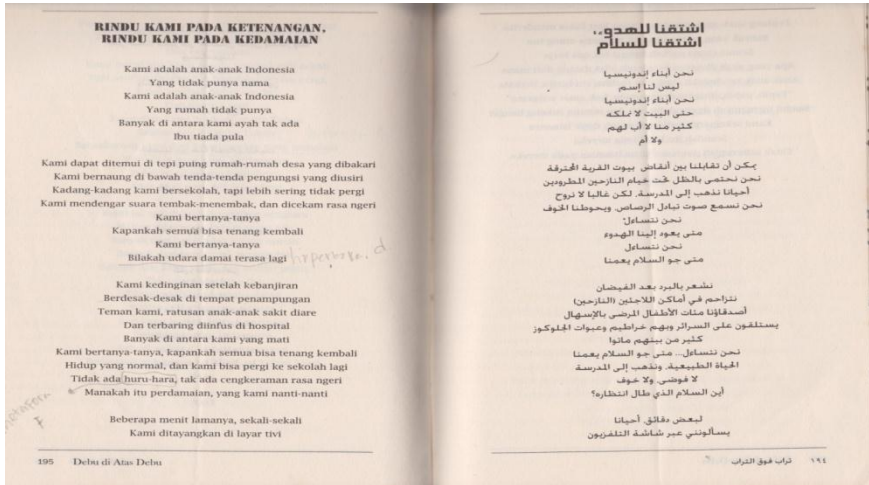 RINDU KAMI PADA KETENANGAN,
RINDU KAMI PADA KEDAMAIAN
Kami adalah anak-anak Indonesia
Yang tidak punya nama
Kami adalah anak-anak Indonesia
Yang rumah tidak punya
Banyak di antara kami ayah tak ada
Ibu tiada pula
Kami dapat ditemui di tepi puing rumah-rumah desa yang dibakari
Kami bernaung di bawah tenda-tenda pengungsi yang diusiri
Kadang-kadang kami bersekolah, tapi lebih sering tidak pergi
Kami mendengar suara tembak-menembak, dan dicekam rasa ngeri
Kami bertanya-tanya
Kapankah semua bisa tenang kembali
Kami bertanya-tanya
Bilakah udara damai terasa lagi
Kami kedinginan setelah kebanjiran
Berdesak-desak di tempat penampungan
Teman kami, ratusan anak-anak sakit diare
Dan terbaring diinfus di hospital
Banyak di antara kami yang mati
Kami bertanya-tanya, kapankah semua bisa tenang kembali
Hidup yang normal, dan kami bisa pergi ke sekolah lagi
Tidak ada huru-hara, tak ada cengkeraman rasa ngeri
Manakah itu perdamaian, yang kami nanti-nanti
Beberapa menit lamanya, sekali-sekali
Kami ditayangkan di layar tivi
195 Debu di Atas Debu
اشتقنا للهدو..
اشتقنا للسلام
نحن أبناء إندونيسيا
ليس لنا إسم
نحن أبناء إندونيسيا
حتى البيت لا نملكه
كثير منا لا أب لهم
ولا أم
يمكن أن تقابلنا بين أنقاض بيوت القرية المحترقة
نحن نحتمى بالظل تحت خيام النازحين المطرودين
أحيانا نذهب إلى المدرسة، لكن غالبا لا نروح
نحن نسمع صوت تبادل الرصاص، ويحوطنا الخوف
نحن نتساءل
متى يعود إلينا الهدوء
نحن نتساءل
متى جو السلام يعمنا
نشعر بالبرد بعد الفيضان
نتزاحم في أماكن اللاجئين (النازحين)
أصدقاؤنا مئات الأطفال المرضى بالإسهال
يستلقون على السرائر وبهم خراطيم وعبوات الجلوكوز
كثير من بينهم ماتوا
نحن نتساءل... متى جو السلام يعمنا
الحياة الطبيعية، ونذهب إلى المدرسة
لا فوضى، ولا خوف
أين السلام الذي طال انتظاره؟
لبعض دقائق، أحيانا
يسألونني عبر شاشة التلفزيون
١٩٤ تراب فوق التراب